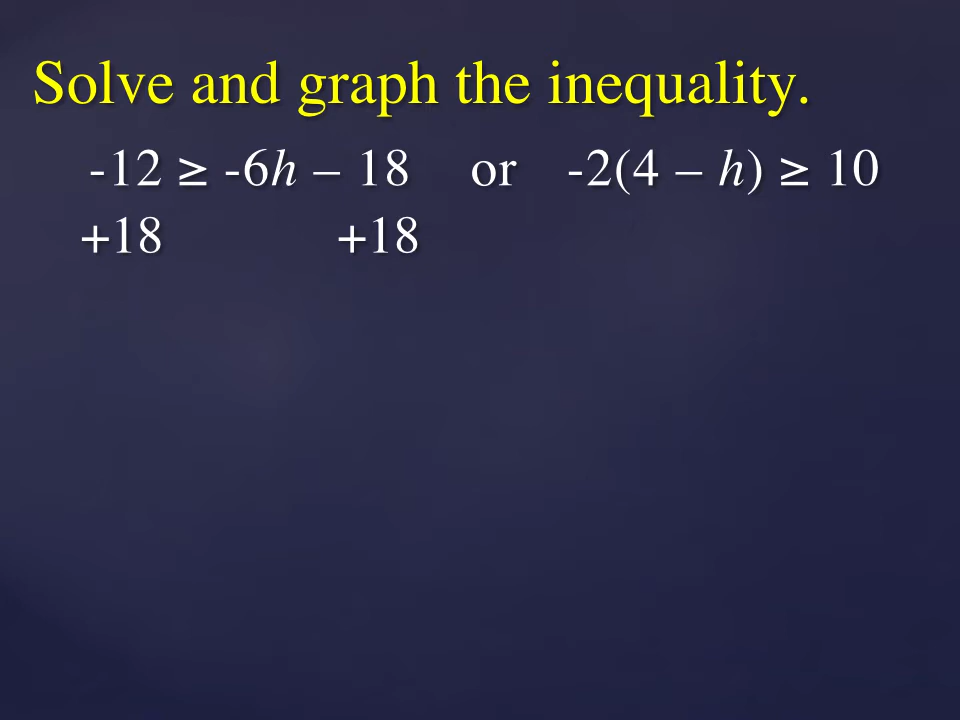 Solve and graph the inequality.
-12 ≥ -6h – 18 or -2(4 – h) ≥ 10
+18 +18